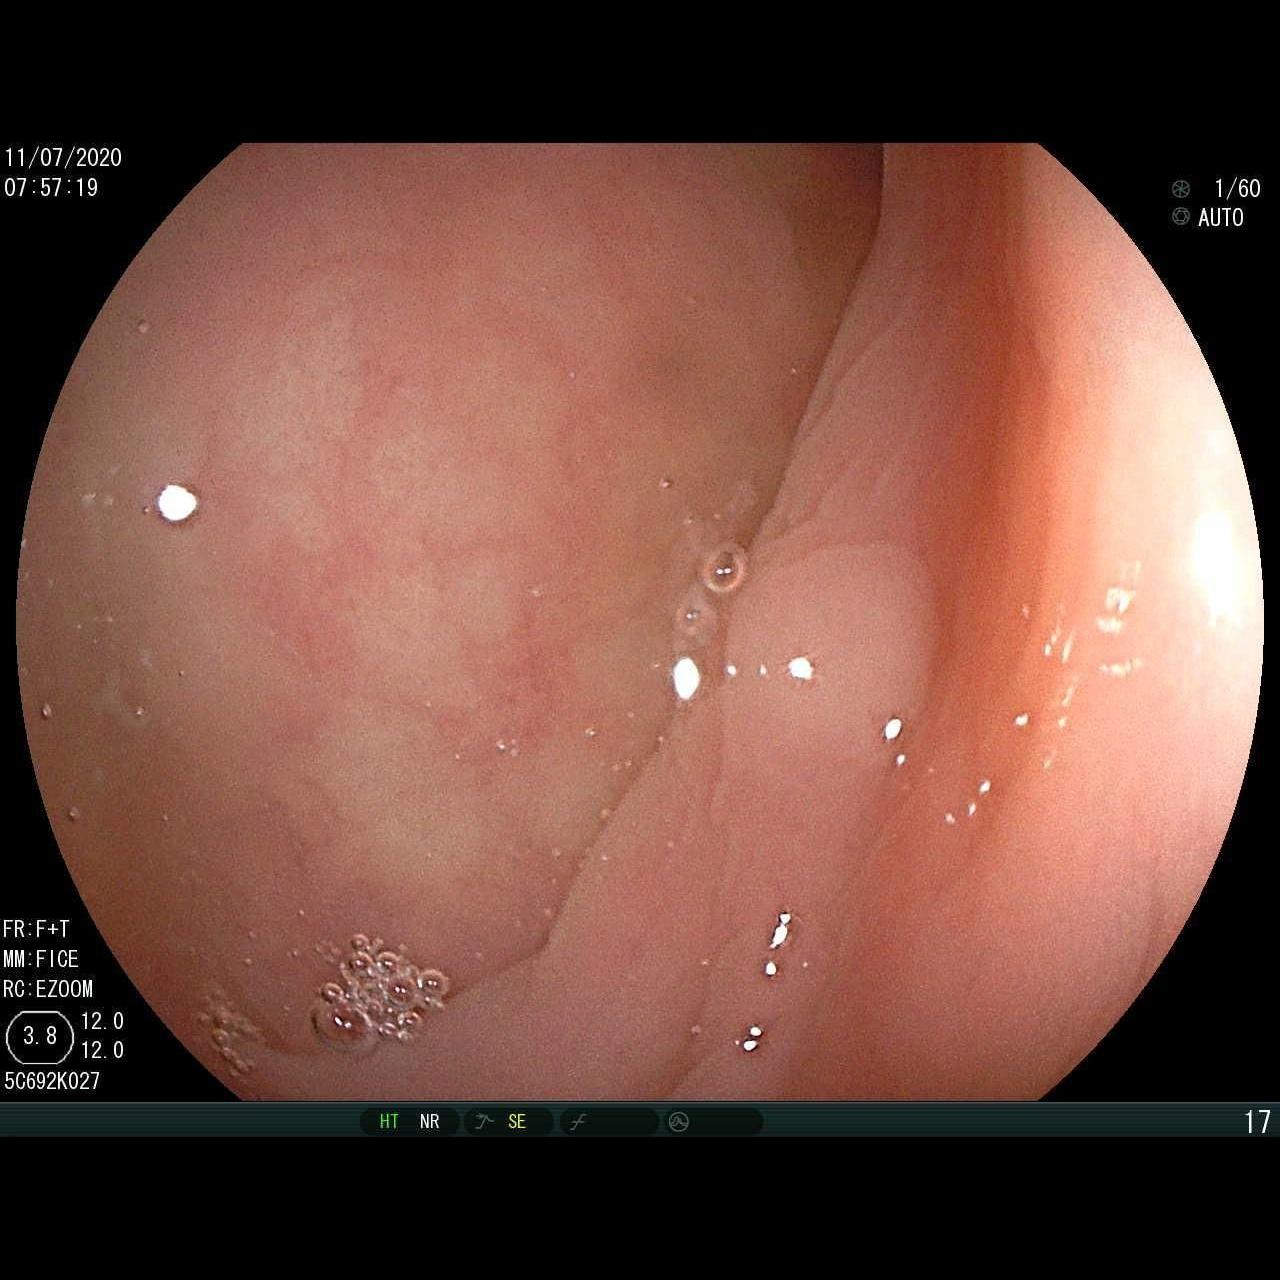 11/07/2020
07:57:19
1/60
AUTO
FR:F+T
MM:FICE
RC:EZOOM
3.8
12.0
12.0
5C692K027
HT NR SE
17